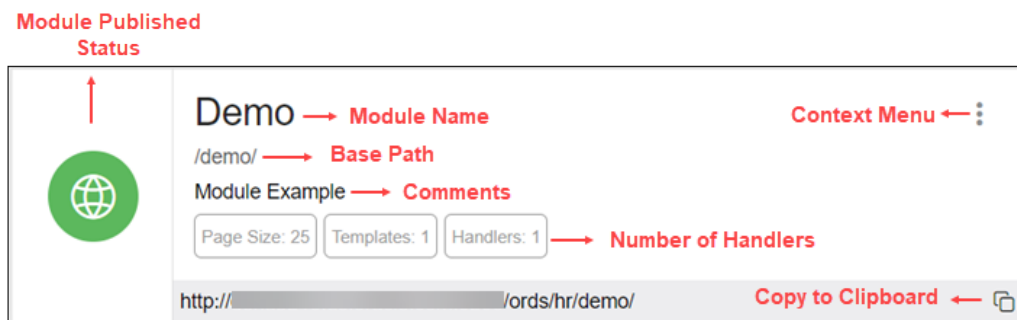 Module Published
Status
Demo Module Name
Context Menu
/demo/ Base Path
Module Example Comments
Page Size: 25 Templates: 1 Handlers: 1 Number of Handlers
http:// /ords/hr/demo/ Copy to Clipboard